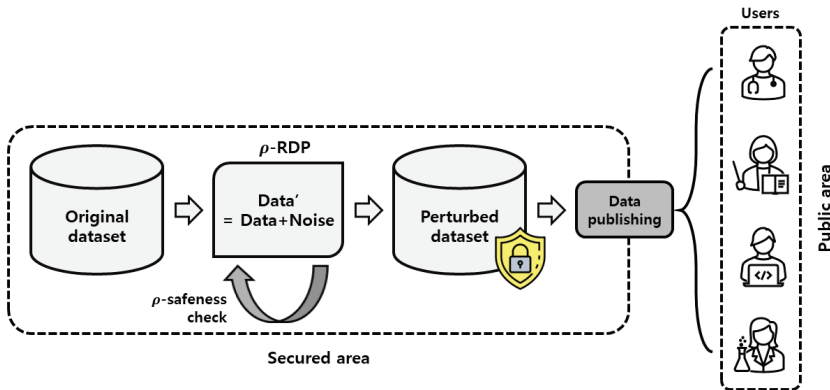 Users
ρ-RDP
Original
dataset
Data′
= Data+Noise
Perturbed
dataset
Data
publishing
ρ-safeness
check
</>
Secured area
Public area